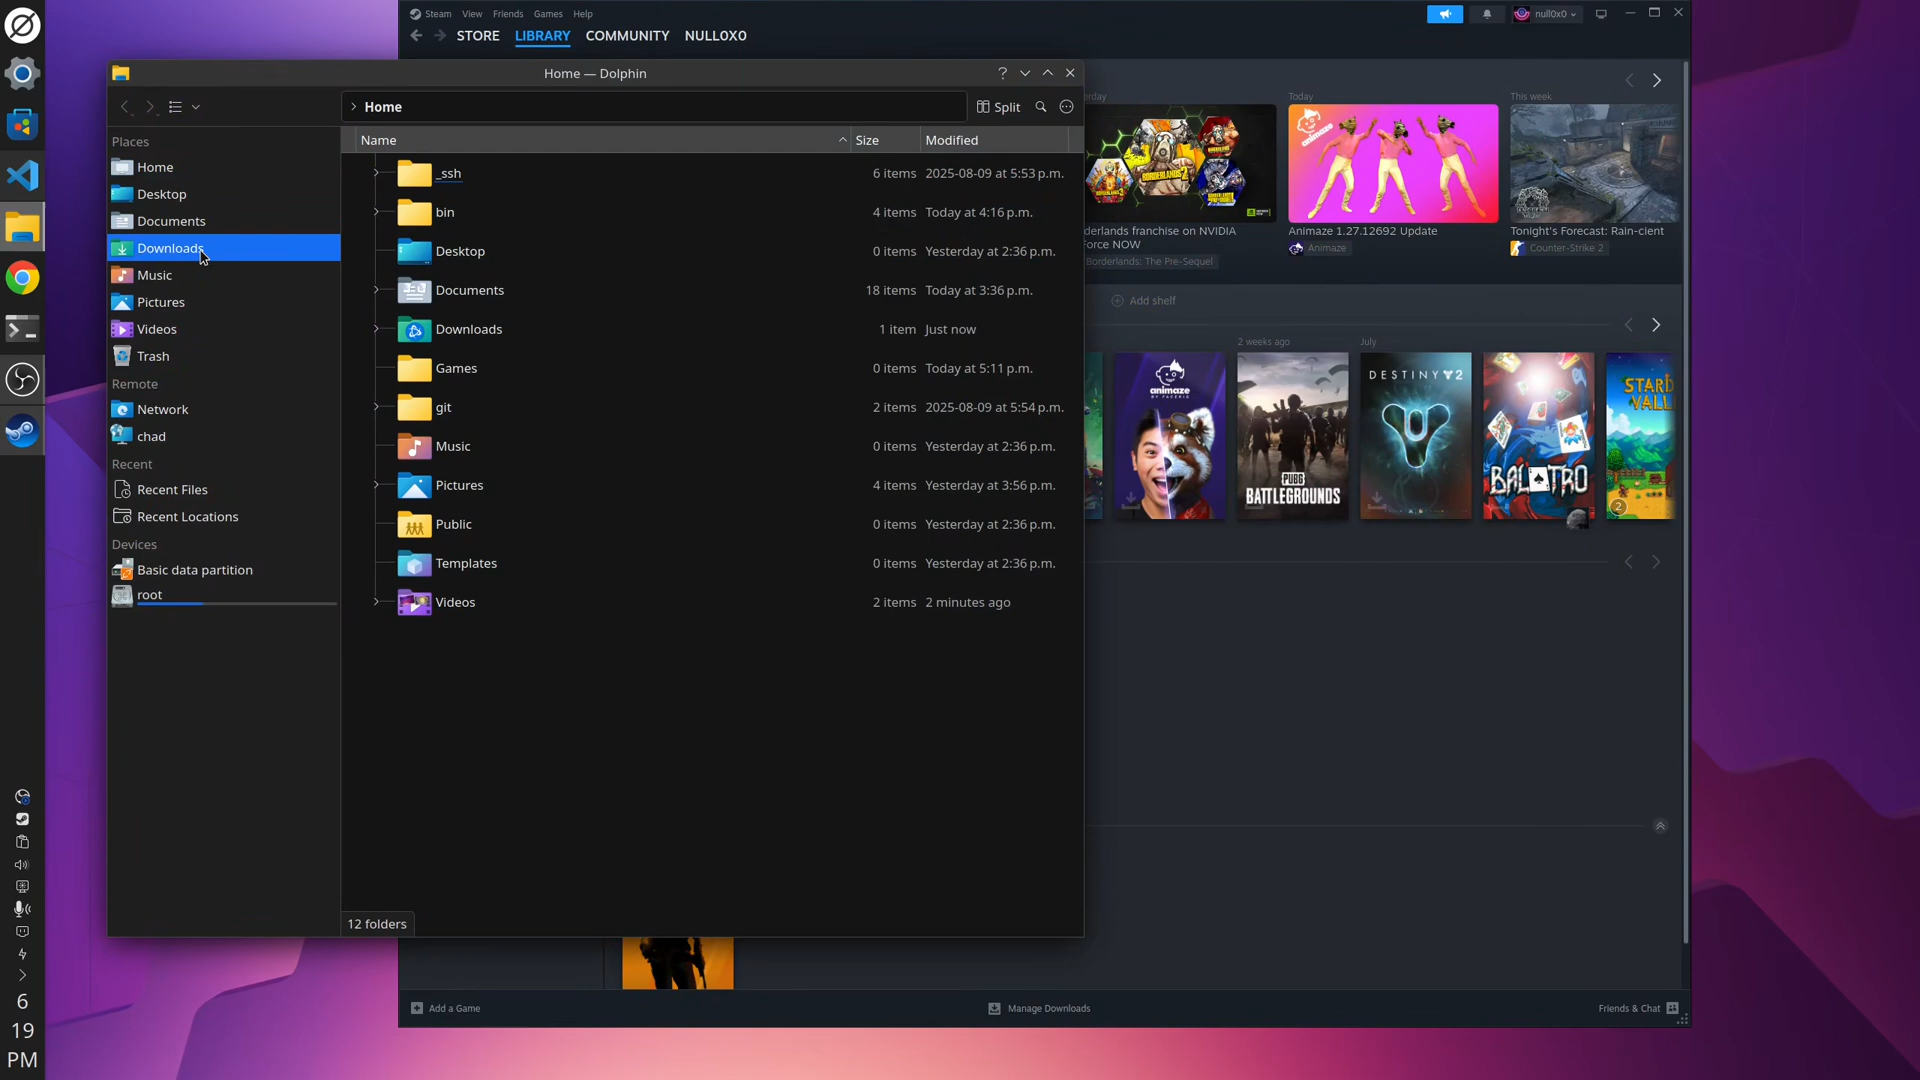 Steam View Friends Games Help
null0x0
STORE LIBRARY COMMUNITY NULL0X0
Home — Dolphin
Home
Split
Places
Home
Desktop
Documents
Downloads
Music
Pictures
Videos
Trash
Remote
Network
chad
Recent
Recent Files
Recent Locations
Devices
Basic data partition
root
Name Size Modified
_ssh 6 items 2025-08-09 at 5:53 p.m.
bin 4 items Today at 4:16 p.m.
Desktop 0 items Yesterday at 2:36 p.m.
Documents 18 items Today at 3:36 p.m.
Downloads 1 item Just now
Games 0 items Today at 5:11 p.m.
git 2 items 2025-08-09 at 5:54 p.m.
Music 0 items Yesterday at 2:36 p.m.
Pictures 4 items Yesterday at 3:56 p.m.
Public 0 items Yesterday at 2:36 p.m.
Templates 0 items Yesterday at 2:36 p.m.
Videos 2 items 2 minutes ago
12 folders
erday
Today
This week
animaze
derlands franchise on NVIDIA
Force NOW
Borderlands: The Pre-Sequel
Animaze 1.27.12692 Update
Animaze
Tonight's Forecast: Rain-cient
Counter-Strike 2
Add shelf
2 weeks ago
July
animaze
BY FACERIG
PUBG
BATTLEGROUNDS
DESTINY 2
BALATRO
STARD
VALL
2
Add a Game
Manage Downloads
Friends & Chat
6
19
PM